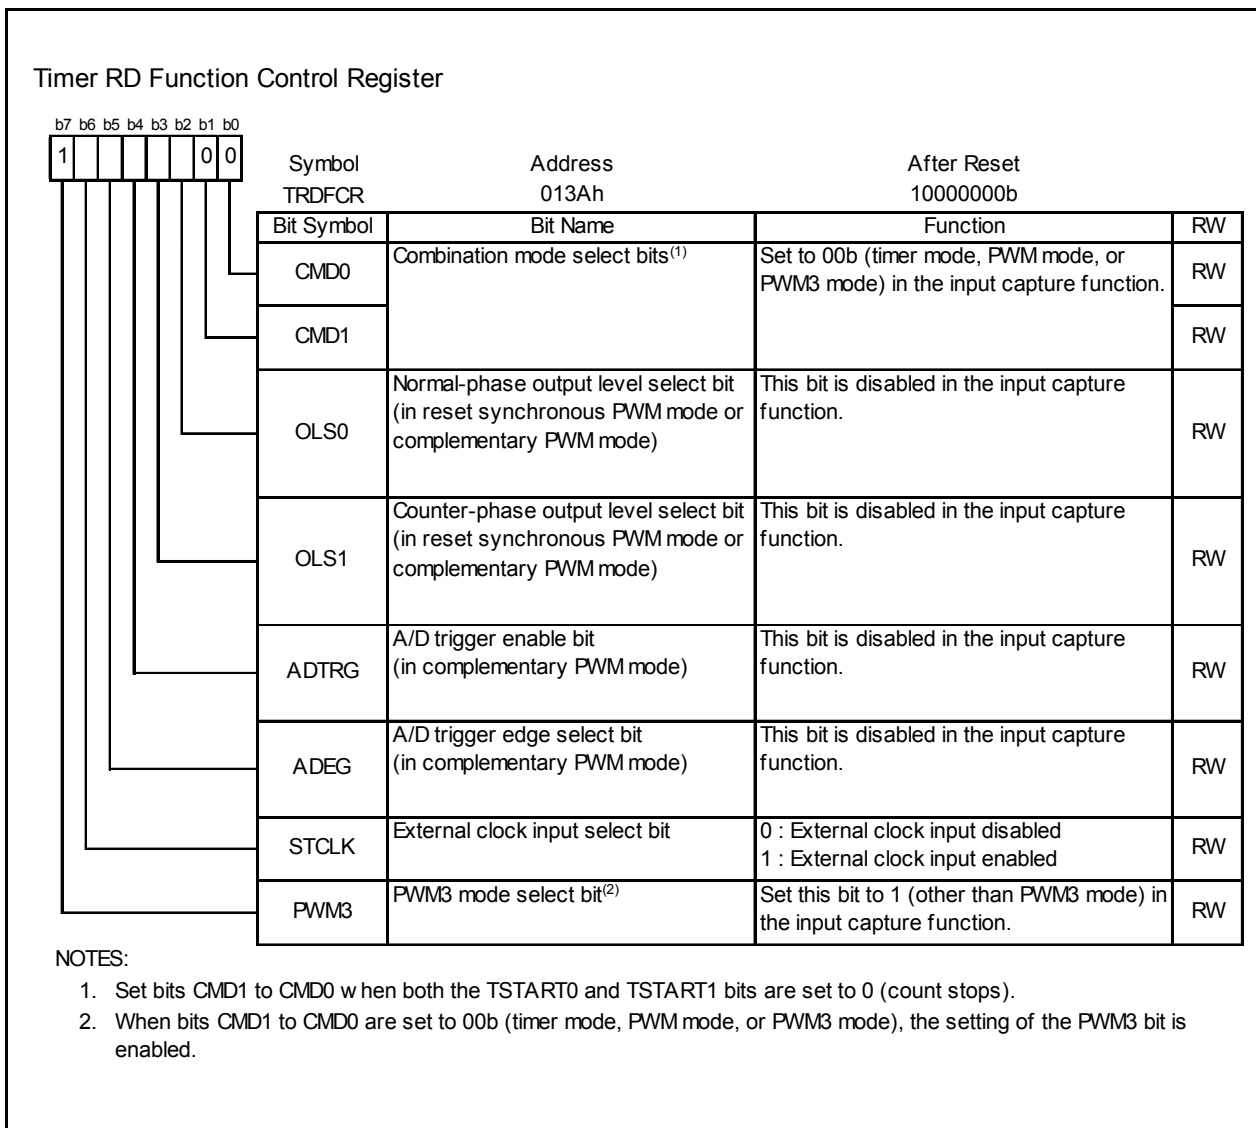 Timer RD Function Control Register
b7 b6 b5 b4 b3 b2 b1 b0
1 0 0
Symbol Address After Reset
TRDFCR 013Ah 10000000b
Bit Symbol Bit Name Function RW
CMD0 Combination mode select bits(1) Set to 00b (timer mode, PWM mode, or
PWM3 mode) in the input capture function. RW
CMD1 RW
OLS0 Normal-phase output level select bit
(in reset synchronous PWM mode or
complementary PWM mode) This bit is disabled in the input capture
function. RW
OLS1 Counter-phase output level select bit
(in reset synchronous PWM mode or
complementary PWM mode) This bit is disabled in the input capture
function. RW
ADTRG A/D trigger enable bit
(in complementary PWM mode) This bit is disabled in the input capture
function. RW
ADEG A/D trigger edge select bit
(in complementary PWM mode) This bit is disabled in the input capture
function. RW
STCLK External clock input select bit 0 : External clock input disabled
1 : External clock input enabled RW
PWM3 PWM3 mode select bit(2) Set this bit to 1 (other than PWM3 mode) in
the input capture function. RW
NOTES:
1. Set bits CMD1 to CMD0 when both the TSTART0 and TSTART1 bits are set to 0 (count stops).
2. When bits CMD1 to CMD0 are set to 00b (timer mode, PWM mode, or PWM3 mode), the setting of the PWM3 bit is
enabled.